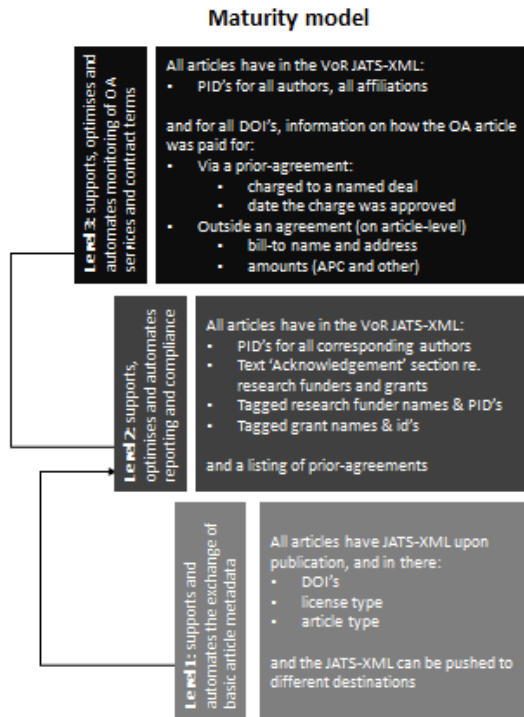 Maturity model
Level 3: supports, optimises and
automates monitoring of OA
services and contract terms
All articles have in the VoR JATS-XML:
• PID's for all authors, all affiliations
and for all DOI's, information on how the OA article
was paid for:
• Via a prior-agreement:
• charged to a named deal
• date the charge was approved
• Outside an agreement (on article-level)
• bill-to name and address
• amounts (APC and other)
Level 2: supports,
optimises and automates
reporting and compliance
All articles have in the VoR JATS-XML:
• PID's for all corresponding authors
• Text 'Acknowledgement' section re.
research funders and grants
• Tagged research funder names & PID's
• Tagged grant names & id's
and a listing of prior-agreements
Level 1: supports and
automates the exchange of
basic article metadata
All articles have JATS-XML upon
publication, and in there:
• DOI's
• license type
• article type
and the JATS-XML can be pushed to
different destinations